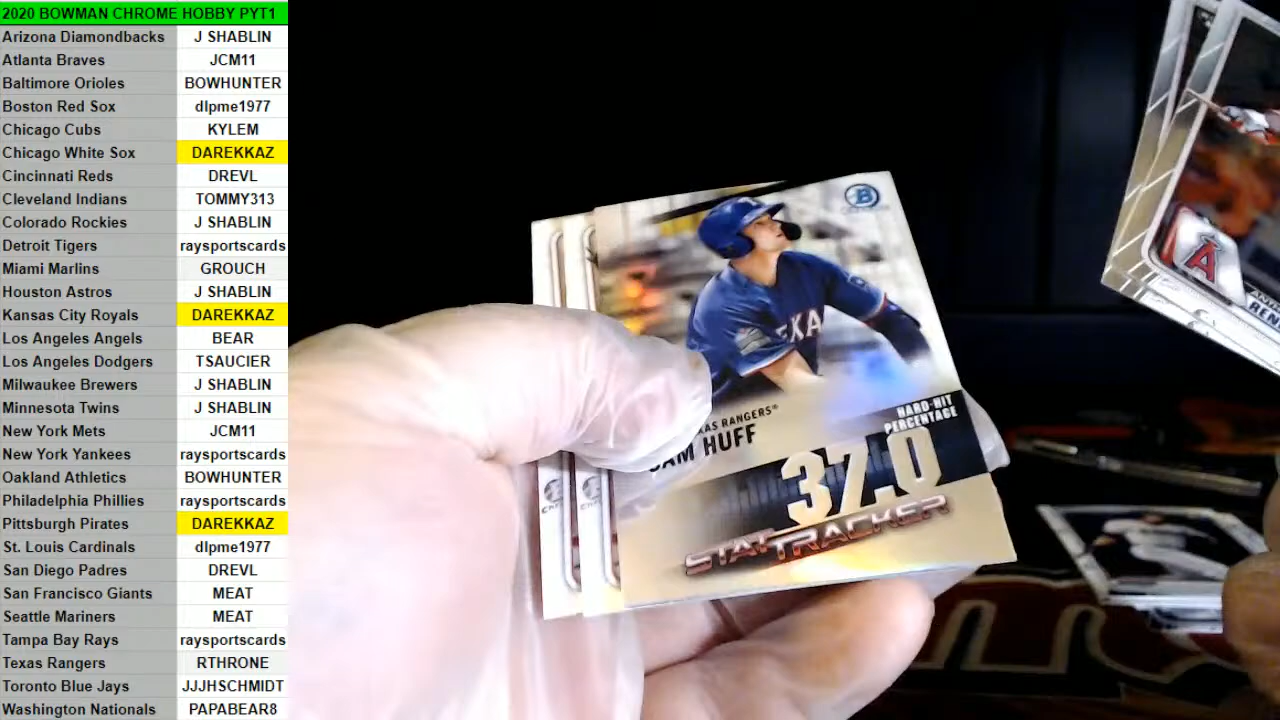 2020 BOWMAN CHROME HOBBY PYT1
Arizona Diamondbacks J SHABLIN
Atlanta Braves JCM11
Baltimore Orioles BOWHUNTER
Boston Red Sox dlpme1977
Chicago Cubs KYLEM
Chicago White Sox DAREKKAZ
Cincinnati Reds DREVL
Cleveland Indians TOMMY313
Colorado Rockies J SHABLIN
Detroit Tigers raysportscards
Miami Marlins GROUCH
Houston Astros J SHABLIN
Kansas City Royals DAREKKAZ
Los Angeles Angels BEAR
Los Angeles Dodgers TSAUCIER
Milwaukee Brewers J SHABLIN
Minnesota Twins J SHABLIN
New York Mets JCM11
New York Yankees raysportscards
Oakland Athletics BOWHUNTER
Philadelphia Phillies raysportscards
Pittsburgh Pirates DAREKKAZ
St. Louis Cardinals dlpme1977
San Diego Padres DREVL
San Francisco Giants MEAT
Seattle Mariners MEAT
Tampa Bay Rays raysportscards
Texas Rangers RTHRONE
Toronto Blue Jays JJJHSCHMIDT
Washington Nationals PAPABEAR8
B
EXA
AS RANGERS®
SAM HUFF
HARD-HIT
PERCENTAGE
37.0
STAT TRACKER
A
REN